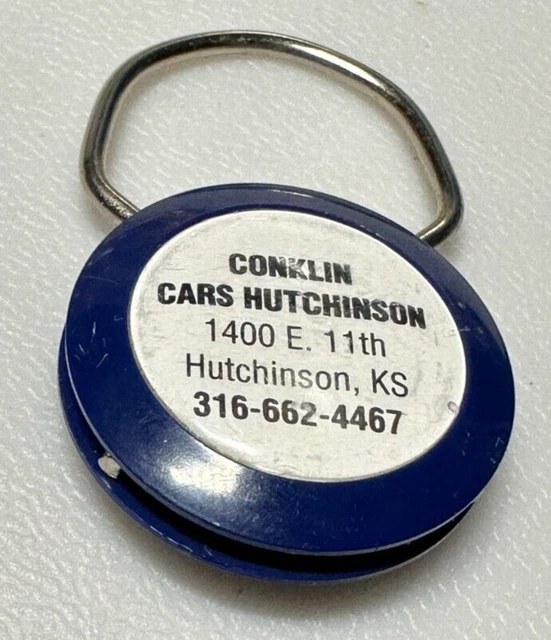 CONKLIN
CARS HUTCHINSON
1400 E. 11th
Hutchinson, KS
316-662-4467